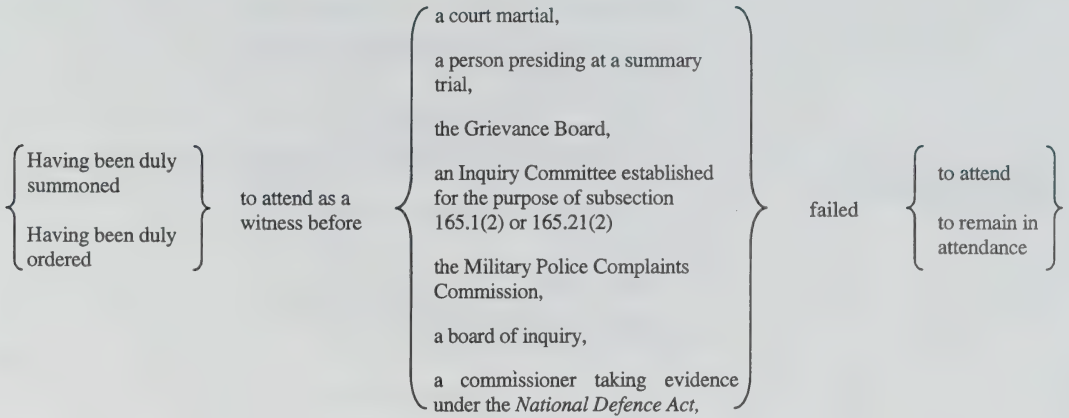 Having been duly
summoned
Having been duly
ordered
to attend as a
witness before
a court martial,
a person presiding at a summary
trial,
the Grievance Board,
an Inquiry Committee established
for the purpose of subsection
165.1(2) or 165.21(2)
the Military Police Complaints
Commission,
a board of inquiry,
a commissioner taking evidence
under the National Defence Act,
failed
to attend
to remain in
attendance